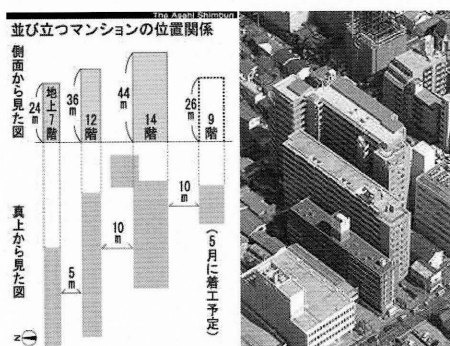 The Asahi Shimbun
並び立つマンションの位置関係
側面から見た図
24m
地上7階
36m
12階
44m
14階
26m
9階
真上から見た図
5m
10m
10m
(5月に着工予定)
N